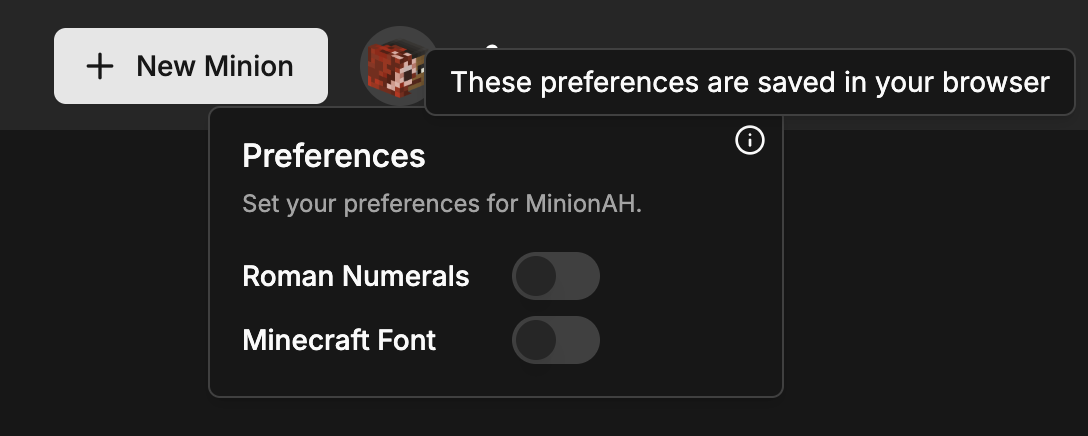 New Minion
These preferences are saved in your browser
Preferences
Set your preferences for MinionAH.
Roman Numerals
Minecraft Font